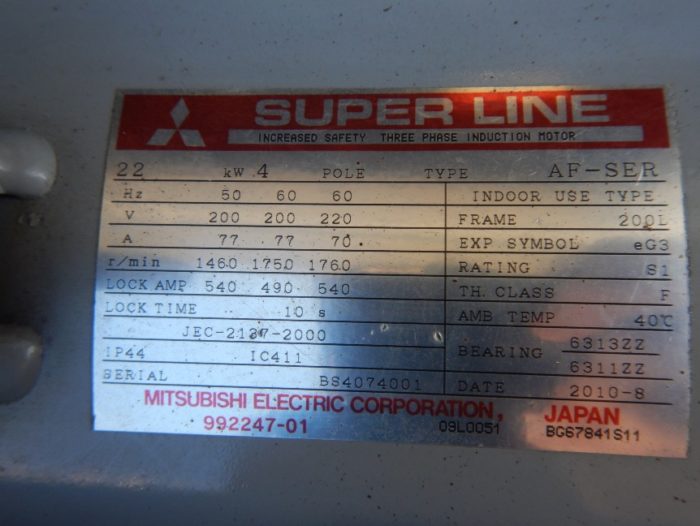 SUPER LINE
INCREASED SAFETY THREE PHASE INDUCTION MOTOR
22 kW 4 POLE TYPE AF-SER
Hz 50 60 60 INDOOR USE TYPE
V 200 200 220 FRAME 200L
A 77 77 70 EXP SYMBOL eG3
r/min 1460 1750 1760 RATING S1
LOCK AMP 540 490 540 TH. CLASS F
LOCK TIME 10 s AMB TEMP 40℃
JEC-2137-2000 BEARING 6313ZZ
IP44 IC411 6311ZZ
SERIAL BS4074001 DATE 2010-8
MITSUBISHI ELECTRIC CORPORATION, JAPAN
992247-01 09L0051 BG67841S11